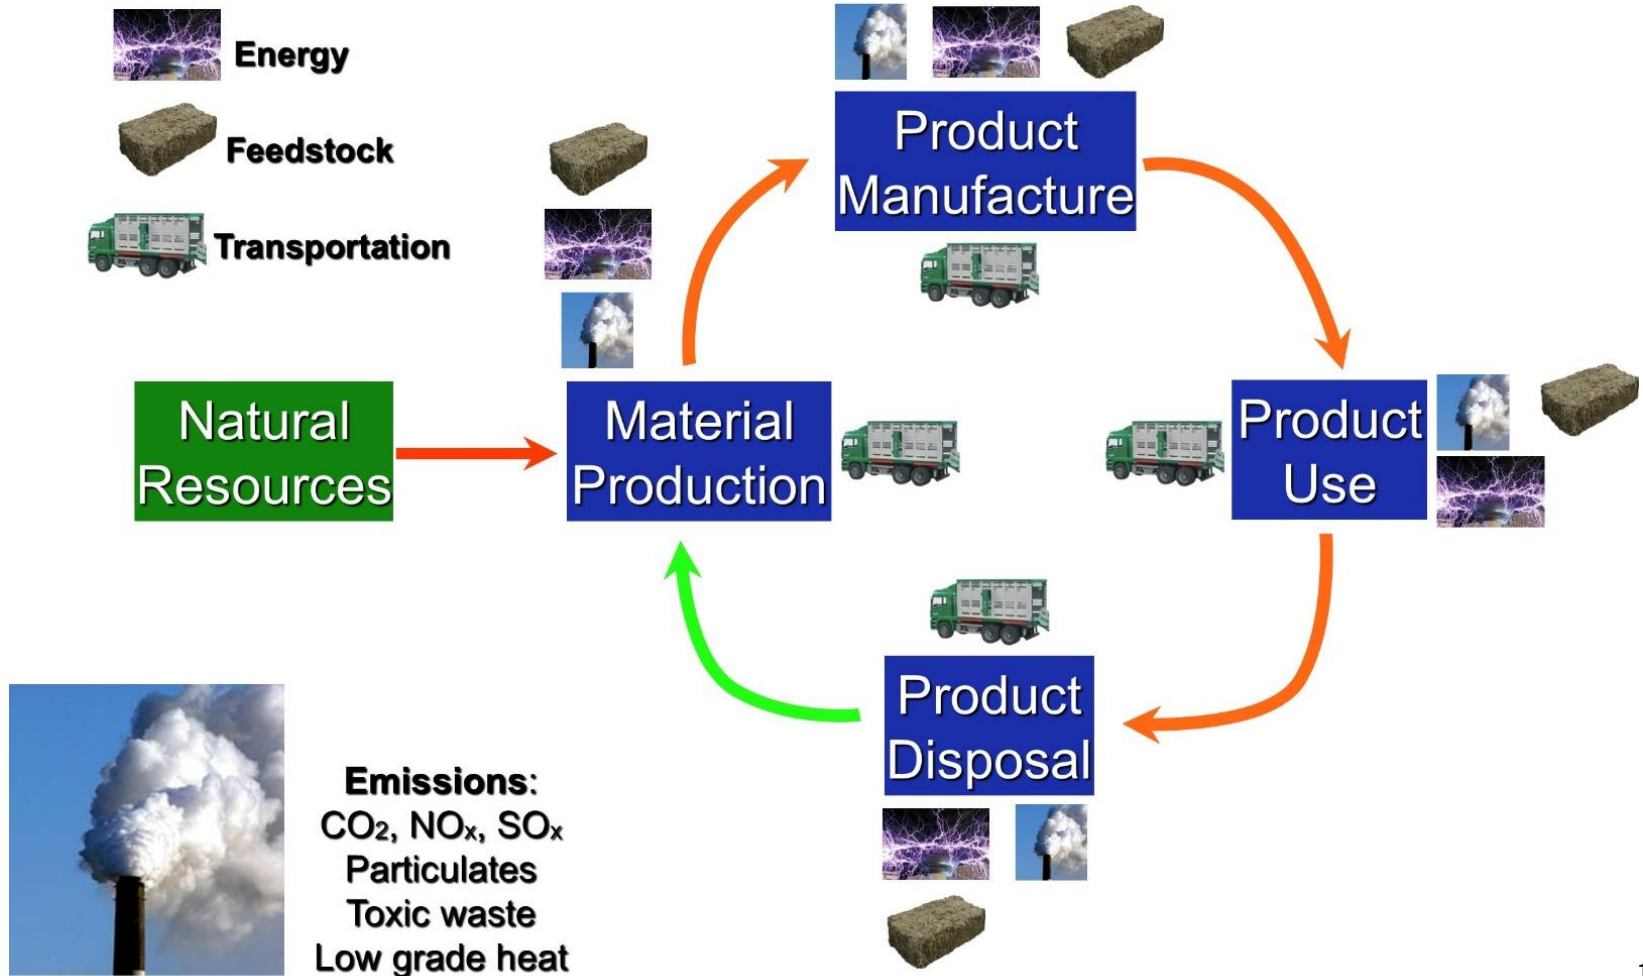 Energy
Feedstock
Transportation
Product
Manufacture
Natural
Resources
Material
Production
Product
Use
Product
Disposal
Emissions:
CO₂, NOₓ, SOₓ
Particulates
Toxic waste
Low grade heat